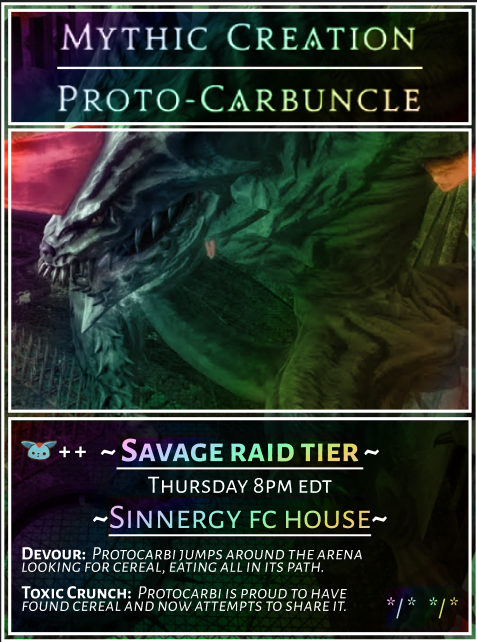 Mythic Creation
Proto-Carbuncle
++ ~Savage raid tier~
Thursday 8pm edt
~Sinnergy fc house~
Devour: Protocarbi jumps around the arena
looking for cereal, eating all in its path.
Toxic Crunch: Protocarbi is proud to have
found cereal and now attempts to share it.
*/* */*